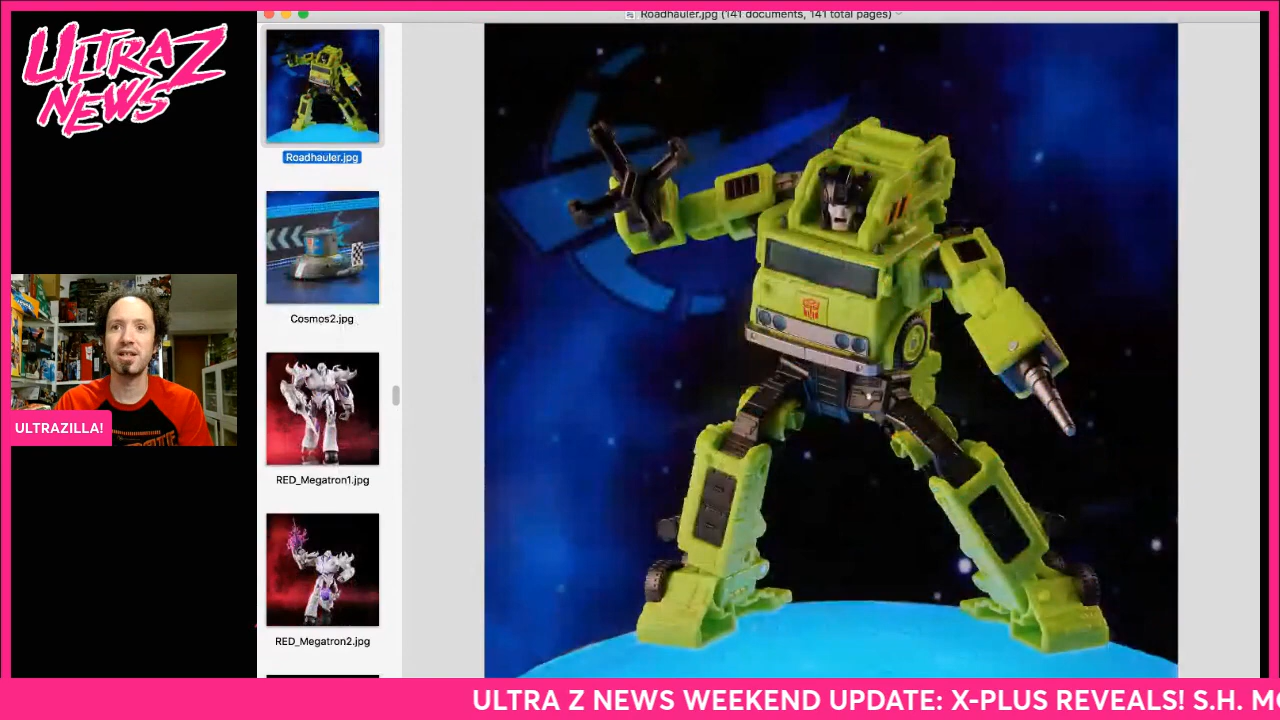 Roadhauler.jpg (141 documents, 141 total pages)
ULTRA Z
NEWS
Roadhauler.jpg
Cosmos2.jpg
RED_Megatron1.jpg
RED_Megatron2.jpg
ULTRAZILLA!
ULTRA Z NEWS WEEKEND UPDATE: X-PLUS REVEALS! S.H. MO